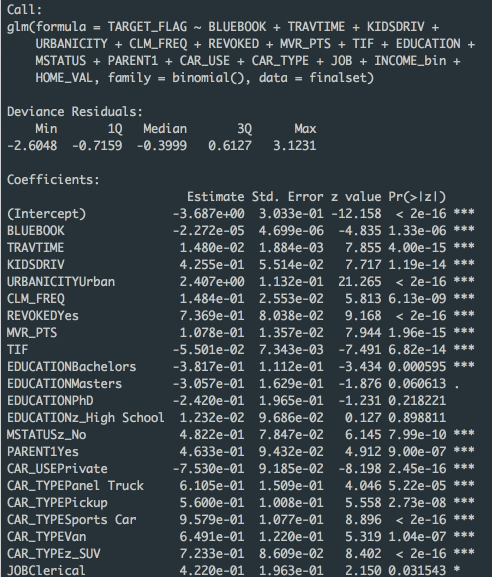 Call:
glm(formula = TARGET_FLAG ~ BLUEBOOK + TRAVTIME + KIDSDRIV +
    URBANICITY + CLM_FREQ + REVOKED + MVR_PTS + TIF + EDUCATION +
    MSTATUS + PARENT1 + CAR_USE + CAR_TYPE + JOB + INCOME_bin +
    HOME_VAL, family = binomial(), data = finalset)

Deviance Residuals:
    Min      1Q  Median      3Q     Max
-2.6048 -0.7159 -0.3999  0.6127  3.1231

Coefficients:
                       Estimate Std. Error z value Pr(>|z|)
(Intercept)          -3.687e+00  3.033e-01 -12.158  < 2e-16 ***
BLUEBOOK             -2.272e-05  4.699e-06  -4.835 1.33e-06 ***
TRAVTIME              1.480e-02  1.884e-03   7.855 4.00e-15 ***
KIDSDRIV              4.255e-01  5.514e-02   7.717 1.19e-14 ***
URBANICITYUrban       2.407e+00  1.132e-01  21.265  < 2e-16 ***
CLM_FREQ              1.484e-01  2.553e-02   5.813 6.13e-09 ***
REVOKEDYes            7.369e-01  8.038e-02   9.168  < 2e-16 ***
MVR_PTS               1.078e-01  1.357e-02   7.944 1.96e-15 ***
TIF                  -5.501e-02  7.343e-03  -7.491 6.82e-14 ***
EDUCATIONBachelors   -3.817e-01  1.112e-01  -3.434 0.000595 ***
EDUCATIONMasters     -3.057e-01  1.629e-01  -1.876 0.060613 .
EDUCATIONPhD         -2.420e-01  1.965e-01  -1.231 0.218221
EDUCATIONz_High School  1.232e-02  9.686e-02   0.127 0.898811
MSTATUSz_No           4.822e-01  7.847e-02   6.145 7.99e-10 ***
PARENT1Yes            4.633e-01  9.432e-02   4.912 9.00e-07 ***
CAR_USEPrivate       -7.530e-01  9.185e-02  -8.198 2.45e-16 ***
CAR_TYPEPanel Truck   6.105e-01  1.509e-01   4.046 5.22e-05 ***
CAR_TYPEPickup        5.600e-01  1.008e-01   5.558 2.73e-08 ***
CAR_TYPESports Car    9.579e-01  1.077e-01   8.896  < 2e-16 ***
CAR_TYPEVan           6.491e-01  1.220e-01   5.319 1.04e-07 ***
CAR_TYPEz_SUV         7.233e-01  8.609e-02   8.402  < 2e-16 ***
JOBClerical           4.220e-01  1.963e-01   2.150 0.031543 *